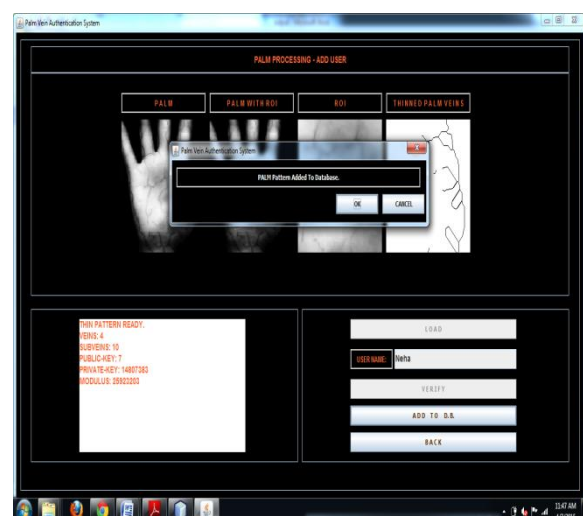 Palm Vein Authentication System
PALM PROCESSING - ADD USER
PALM
PALM WITH ROI
ROI
THINNED PALM VEINS
Palm Vein Authentication System
PALM Pattern Added To Database.
OK
CANCEL
THIN PATTERN READY.
VEINS: 4
SUBVEINS: 10
PUBLIC-KEY: 7
PRIVATE-KEY: 14807383
MODULUS: 25923203
LOAD
USER NAME: Neha
VERIFY
ADD TO D.B.
BACK
11:47 AM